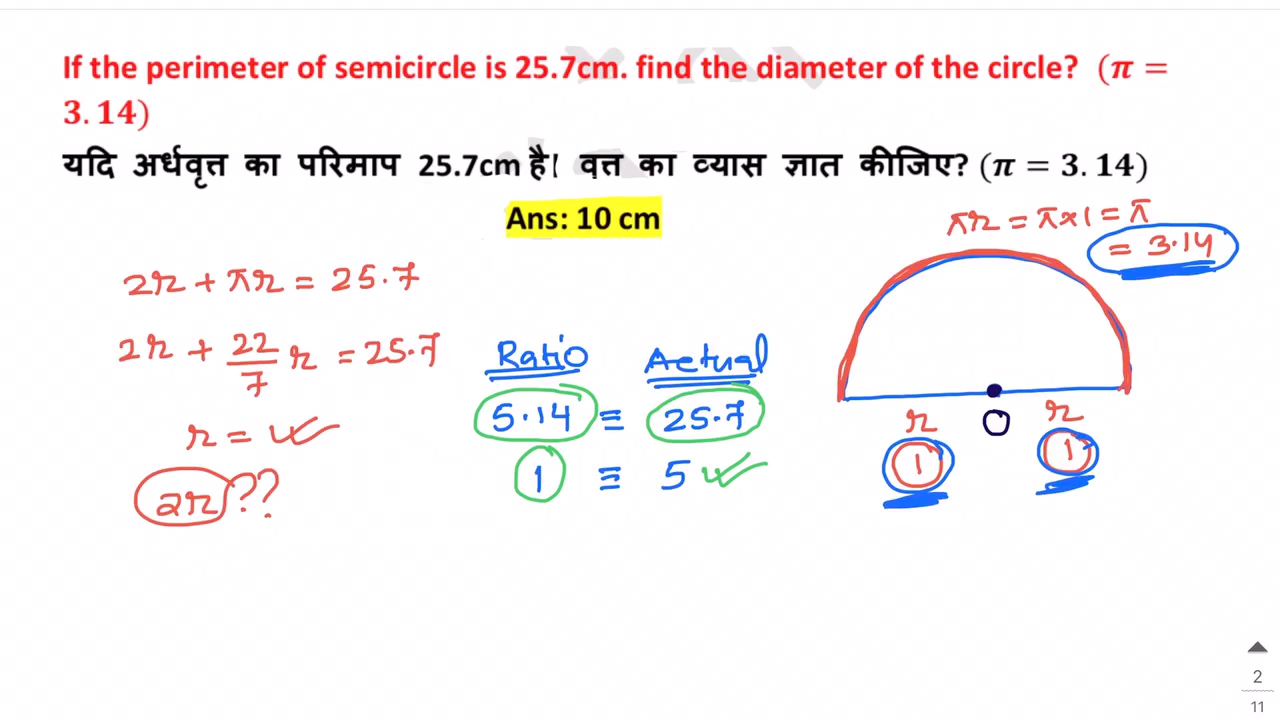 If the perimeter of semicircle is 25.7cm. find the diameter of the circle? (π =
3.14)
यदि अर्धवृत्त का परिमाप 25.7cm है। वृत्त का व्यास ज्ञात कीजिए? (π = 3.14)
Ans: 10 cm
πr = π×1 = π
= 3.14
2r + πr = 25.7
2r + 22/7 r = 25.7
r = ✓
2r ??
Ratio Actual
5.14 ≡ 25.7
1 ≡ 5 ✓
r O r
1 1
2
11